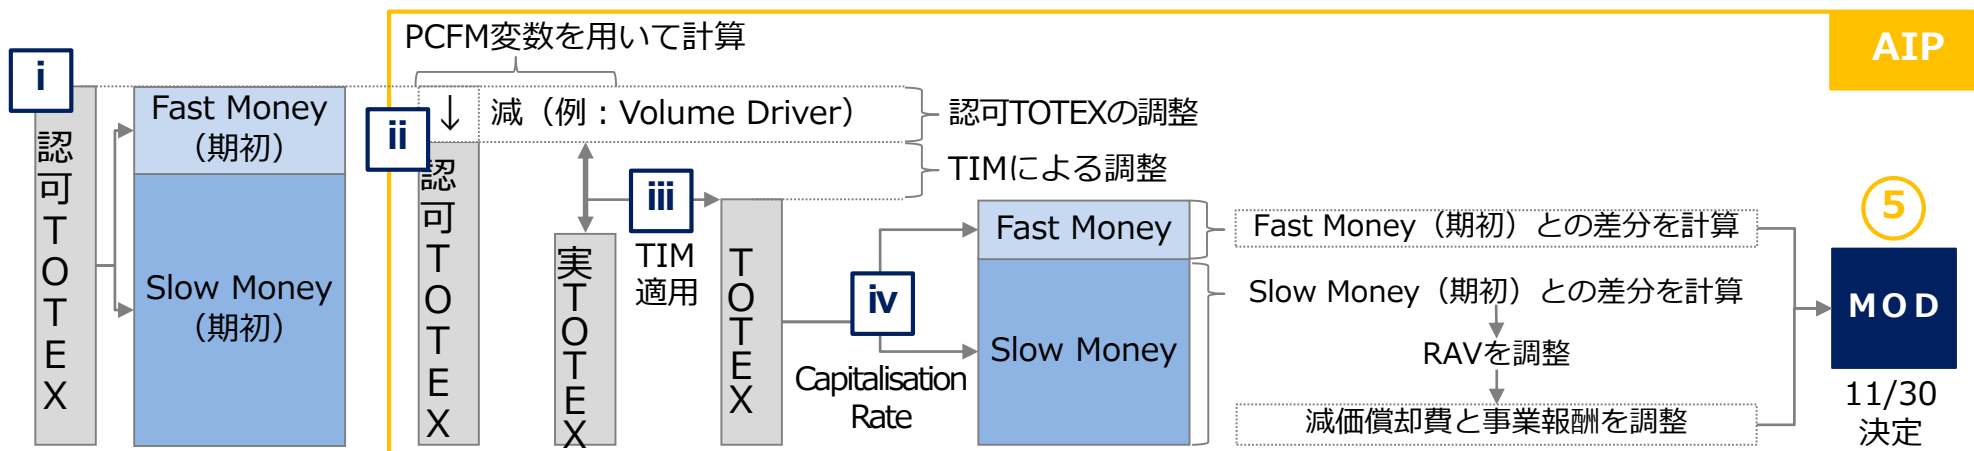 i
認可TOTEX
Fast Money
（期初）
Slow Money
（期初）
PCFM変数を用いて計算
AIP
ii
↓
減（例：Volume Driver）
認可TOTEXの調整
認可TOTEX
TIMによる調整
実TOTEX
iii
TIM
適用
TOTEX
iv
Capitalisation
Rate
Fast Money
Slow Money
Fast Money（期初）との差分を計算
Slow Money（期初）との差分を計算
RAVを調整
減価償却費と事業報酬を調整
5
MOD
11/30
決定